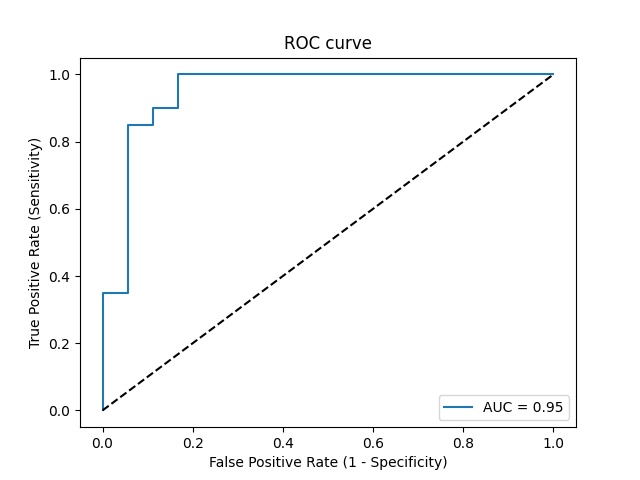 ROC curve
True Positive Rate (Sensitivity)
1.0
0.8
0.6
0.4
0.2
0.0
AUC = 0.95
0.0 0.2 0.4 0.6 0.8 1.0
False Positive Rate (1 - Specificity)